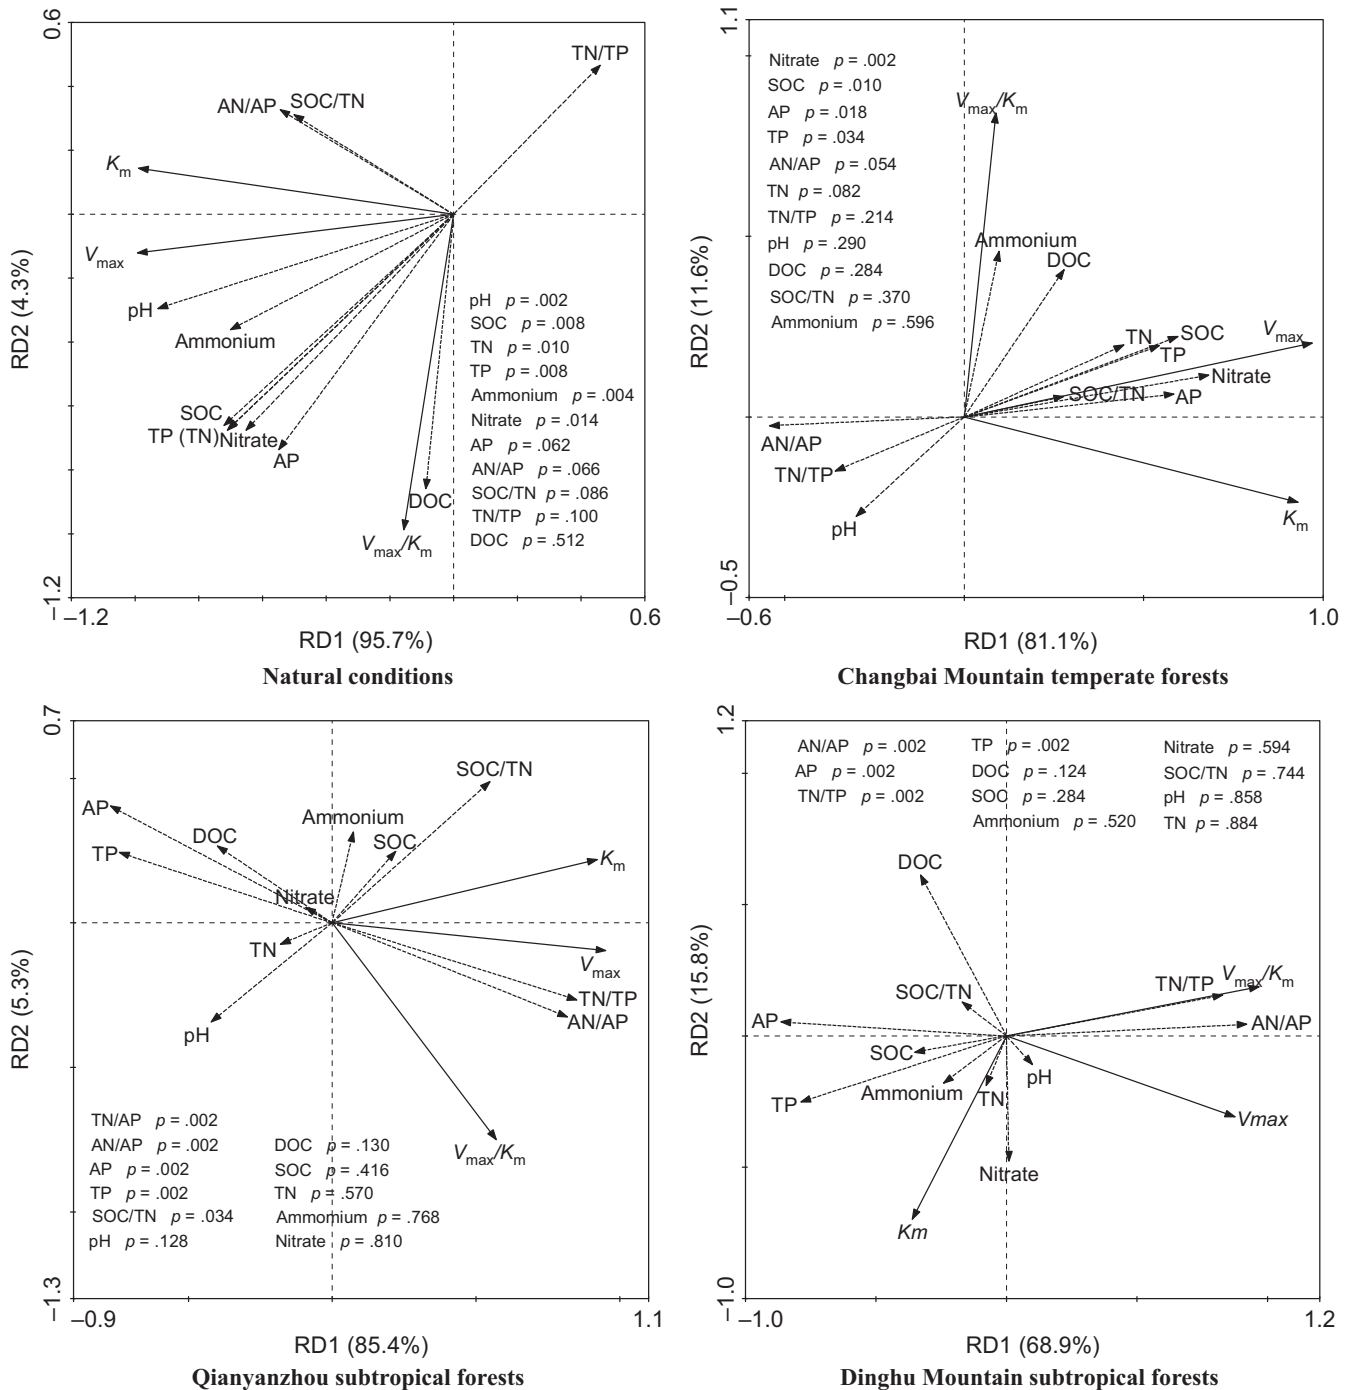 0.6
TN/TP
AN/AP
SOC/TN
Km
Vmax
pH
Ammonium
SOC
TP (TN)
Nitrate
AP
DOC
Vmax/Km
pH p = .002
SOC p = .008
TN p = .010
TP p = .008
Ammonium p = .004
Nitrate p = .014
AP p = .062
AN/AP p = .066
SOC/TN p = .086
TN/TP p = .100
DOC p = .512
RD2 (4.3%)
–1.2
–1.2
0.6
RD1 (95.7%)
Natural conditions
1.1
Nitrate p = .002
SOC p = .010
AP p = .018
TP p = .034
AN/AP p = .054
TN p = .082
TN/TP p = .214
pH p = .290
DOC p = .284
SOC/TN p = .370
Ammonium p = .596
Vmax/Km
Ammonium
DOC
TN
SOC
TP
Vmax
Nitrate
SOC/TN
AP
AN/AP
TN/TP
pH
Km
RD2 (11.6%)
–0.5
–0.6
1.0
RD1 (81.1%)
Changbai Mountain temperate forests
0.7
SOC/TN
AP
Ammonium
DOC
SOC
TP
Km
Nitrate
TN
Vmax
TN/TP
AN/AP
pH
Vmax/Km
TN/AP p = .002
AN/AP p = .002
AP p = .002
TP p = .002
SOC/TN p = .034
pH p = .128
DOC p = .130
SOC p = .416
TN p = .570
Ammomium p = .768
Nitrate p = .810
RD2 (5.3%)
–1.3
–0.9
1.1
RD1 (85.4%)
Qianyanzhou subtropical forests
1.2
AN/AP p = .002
AP p = .002
TN/TP p = .002
TP p = .002
DOC p = .124
SOC p = .284
Ammonium p = .520
Nitrate p = .594
SOC/TN p = .744
pH p = .858
TN p = .884
DOC
SOC/TN
TN/TP
Vmax/Km
AP
AN/AP
SOC
pH
Ammonium
TN
TP
Vmax
Nitrate
Km
RD2 (15.8%)
–1.0
–1.0
1.2
RD1 (68.9%)
Dinghu Mountain subtropical forests